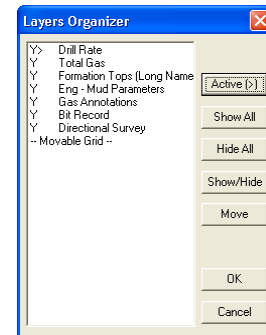 Layers Organizer
Y> Drill Rate
Y Total Gas
Y Formation Tops (Long Name
Y Eng - Mud Parameters
Y Gas Annotations
Y Bit Record
Y Directional Survey
-- Movable Grid --
Active (>)
Show All
Hide All
Show/Hide
Move
OK
Cancel